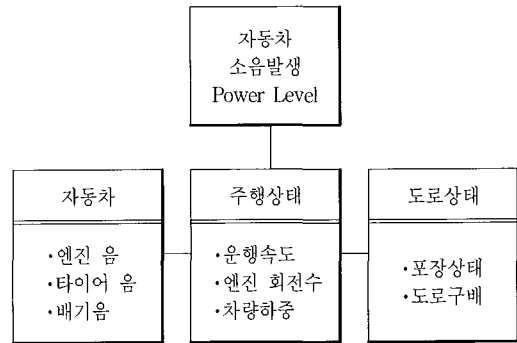 자동차
소음발생
Power Level
자동차
·엔진 음
·타이어 음
·배기음
주행상태
·운행속도
·엔진 회전수
·차량하중
도로상태
·포장상태
·도로구배